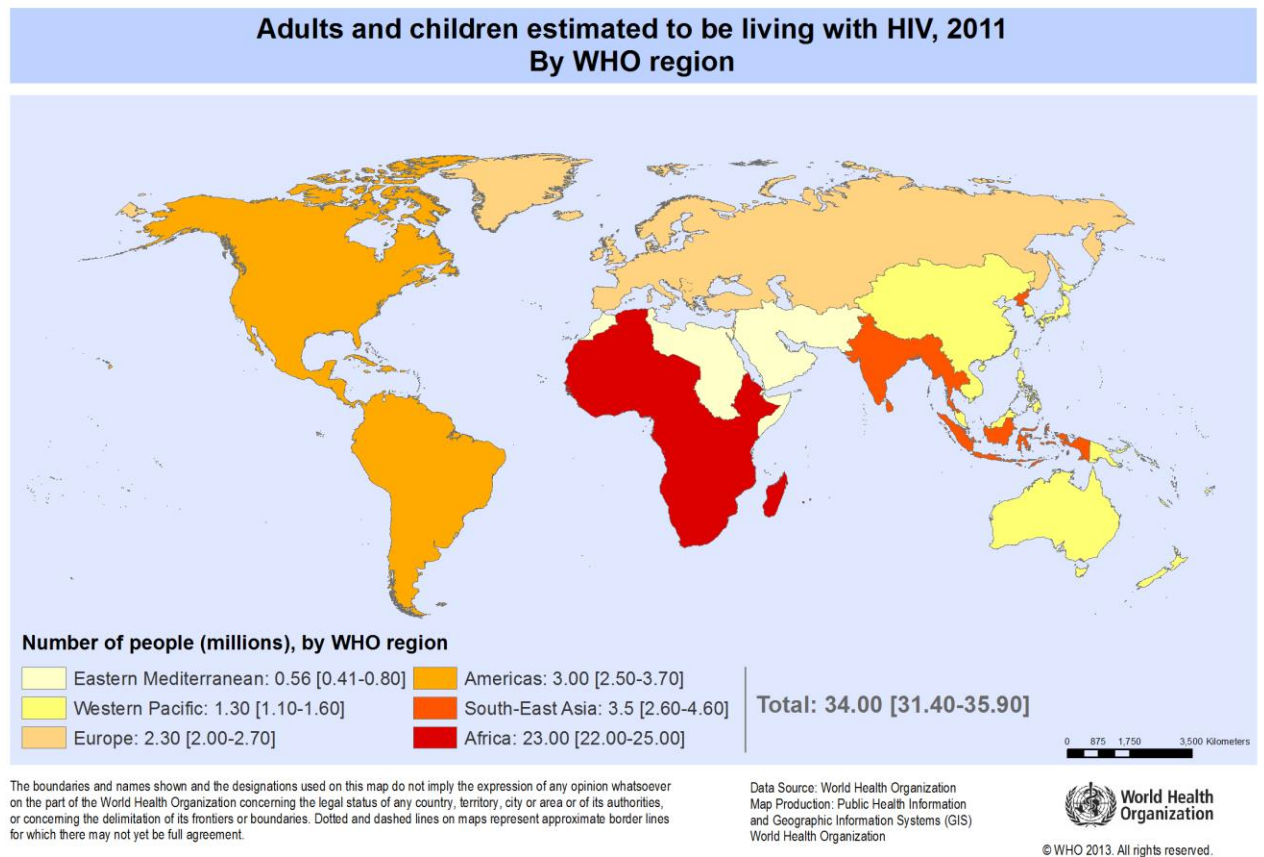 Adults and children estimated to be living with HIV, 2011
By WHO region
Number of people (millions), by WHO region
Eastern Mediterranean: 0.56 [0.41-0.80]
Western Pacific: 1.30 [1.10-1.60]
Europe: 2.30 [2.00-2.70]
Americas: 3.00 [2.50-3.70]
South-East Asia: 3.5 [2.60-4.60]
Africa: 23.00 [22.00-25.00]
Total: 34.00 [31.40-35.90]
0 875 1,750 3,500 Kilometers
The boundaries and names shown and the designations used on this map do not imply the expression of any opinion whatsoever
on the part of the World Health Organization concerning the legal status of any country, territory, city or area or of its authorities,
or concerning the delimitation of its frontiers or boundaries. Dotted and dashed lines on maps represent approximate border lines
for which there may not yet be full agreement.
Data Source: World Health Organization
Map Production: Public Health Information
and Geographic Information Systems (GIS)
World Health Organization
World Health
Organization
© WHO 2013. All rights reserved.